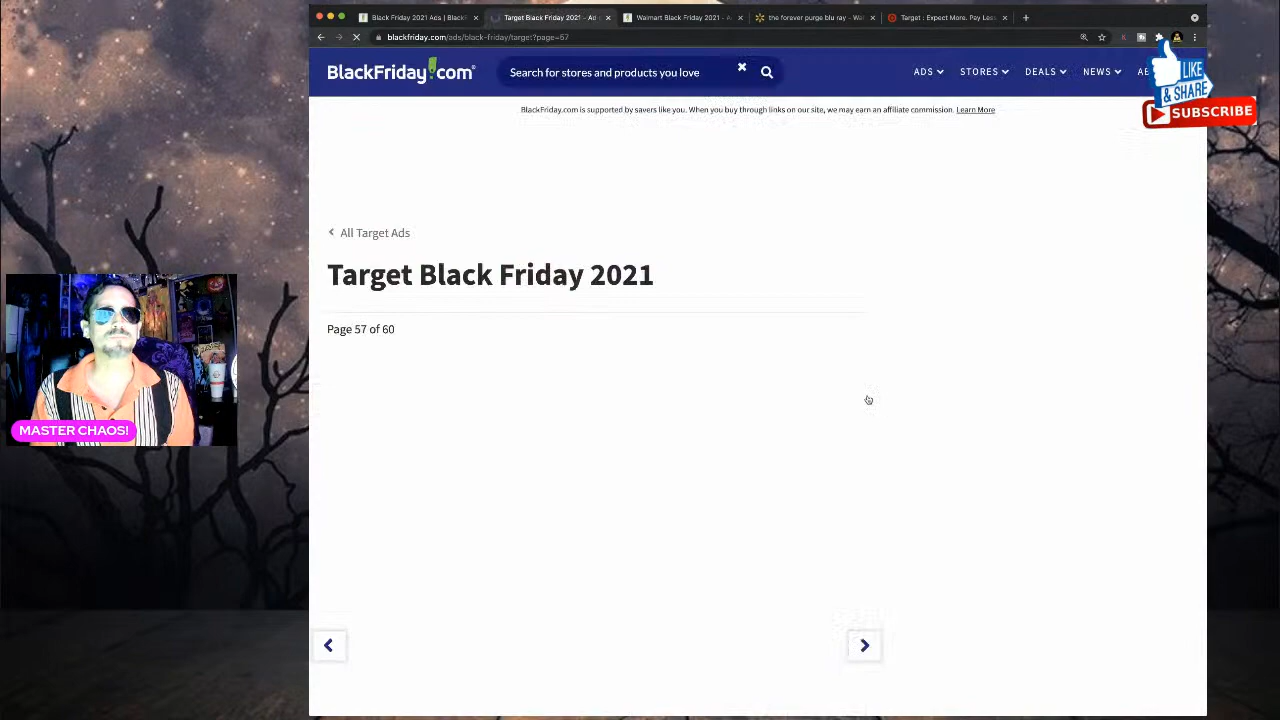 Black Friday 2021 Ads | BlackF
Target Black Friday 2021 - Ad
Walmart Black Friday 2021 - A
the forever purge blu ray - Wal
Target : Expect More. Pay Less
blackfriday.com/ads/black-friday/target?page=57
BlackFriday!com
Search for stores and products you love
ADS
STORES
DEALS
NEWS
LIKE
& SHARE
SUBSCRIBE
BlackFriday.com is supported by savers like you. When you buy through links on our site, we may earn an affiliate commission. Learn More
All Target Ads
Target Black Friday 2021
Page 57 of 60
MASTER CHAOS!